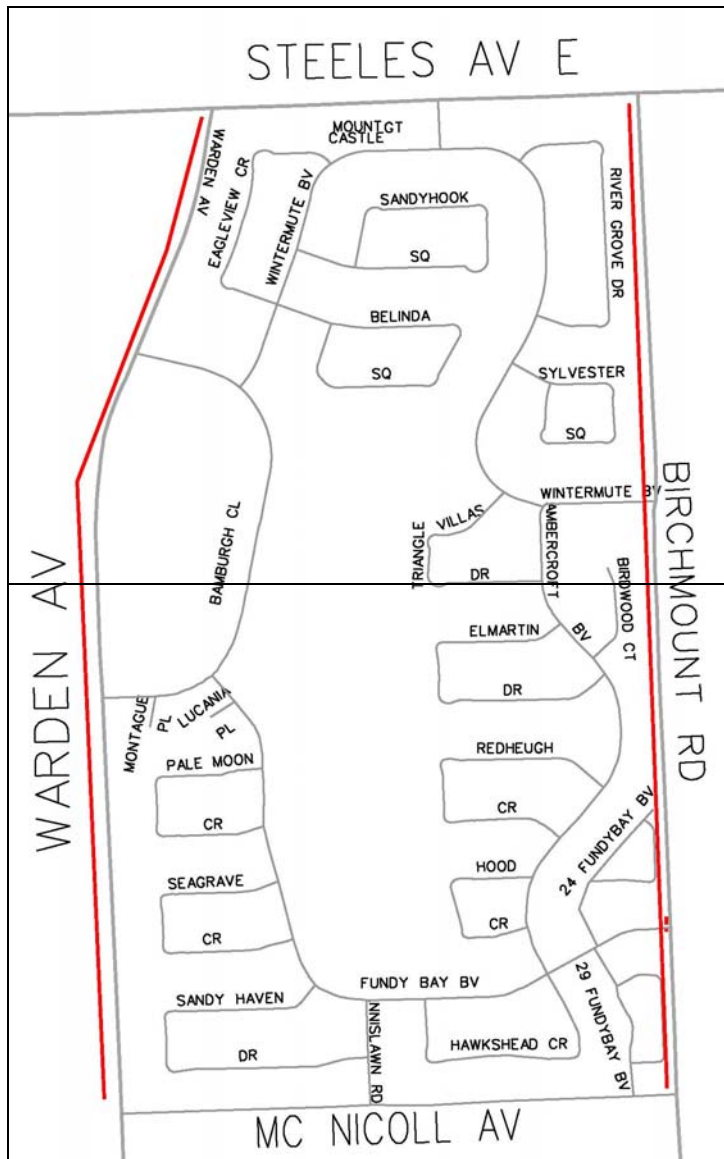 STEELES AV E
MOUNT GT
CASTLE
WARDEN AV
EAGLEVIEW CR
WINTERMUTE BV
SANDYHOOK
SQ
RIVER GROVE DR
BELINDA
SQ
SYLVESTER
SQ
WINTERMUTE BV
TRIANGLE
VILLAS
DR
AMBERCROFT
BV
BIRDWOOD CT
BIRCHMOUNT RD
BAMBURGH CL
WARDEN AV
ELMARTIN
DR
MONTAGUE
PL
LUCANIA
PL
PALE MOON
CR
REDHEUGH
CR
SEAGRAVE
CR
HOOD
CR
24 FUNDYBAY BV
SANDY HAVEN
DR
FUNDY BAY BV
NNISLAWN RD
HAWKSHEAD CR
29 FUNDYBAY BV
MC NICOLL AV